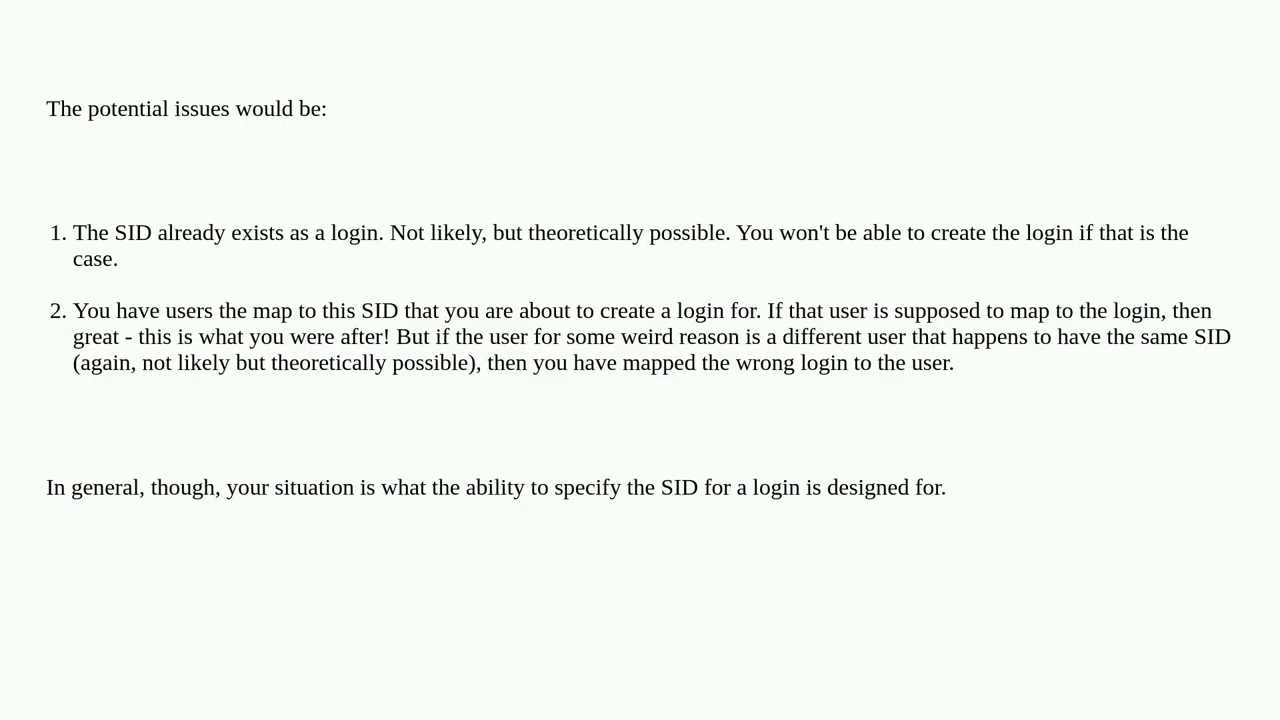 The potential issues would be:
1. The SID already exists as a login. Not likely, but theoretically possible. You won't be able to create the login if that is the
case.
2. You have users the map to this SID that you are about to create a login for. If that user is supposed to map to the login, then
great - this is what you were after! But if the user for some weird reason is a different user that happens to have the same SID
(again, not likely but theoretically possible), then you have mapped the wrong login to the user.
In general, though, your situation is what the ability to specify the SID for a login is designed for.